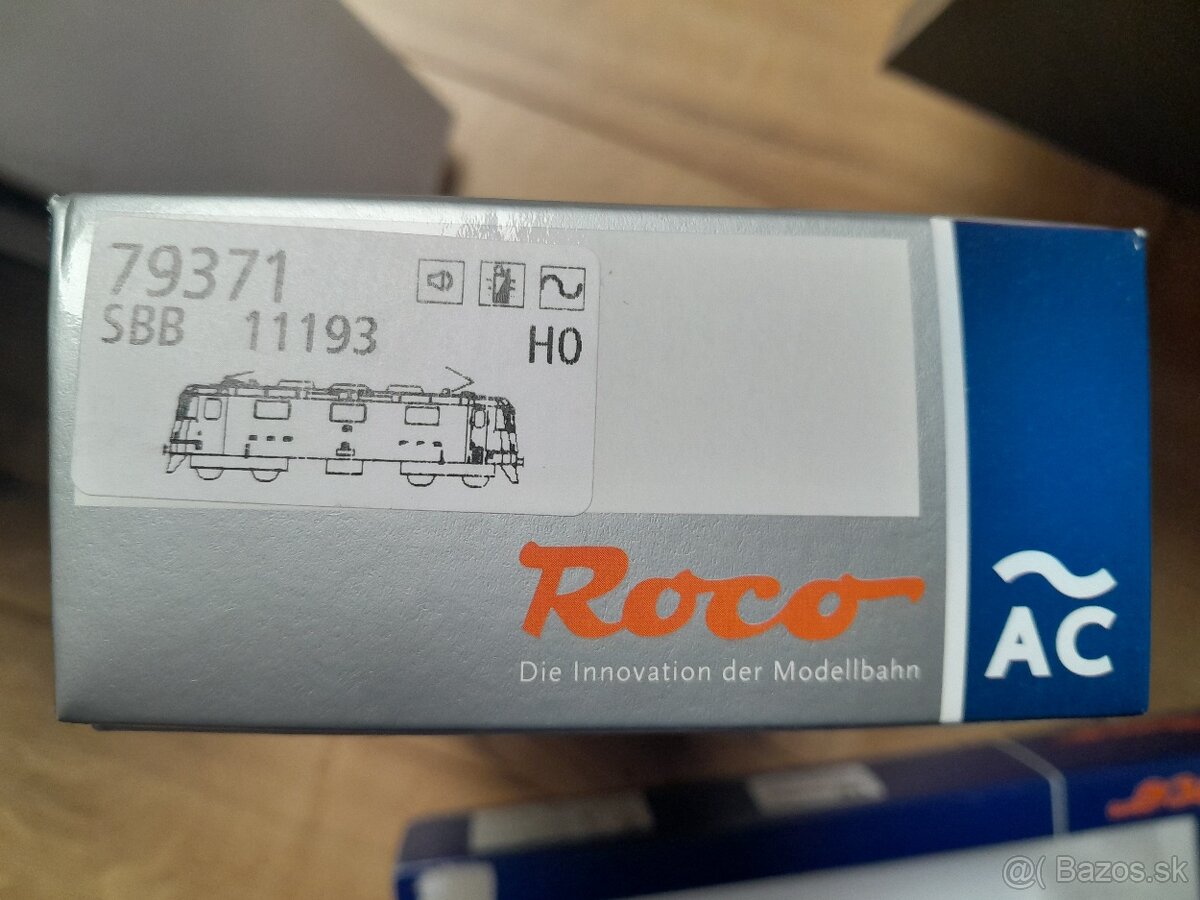 79371
SBB 11193
H0
Roco
Die Innovation der Modellbahn
AC
@( Bazos.sk